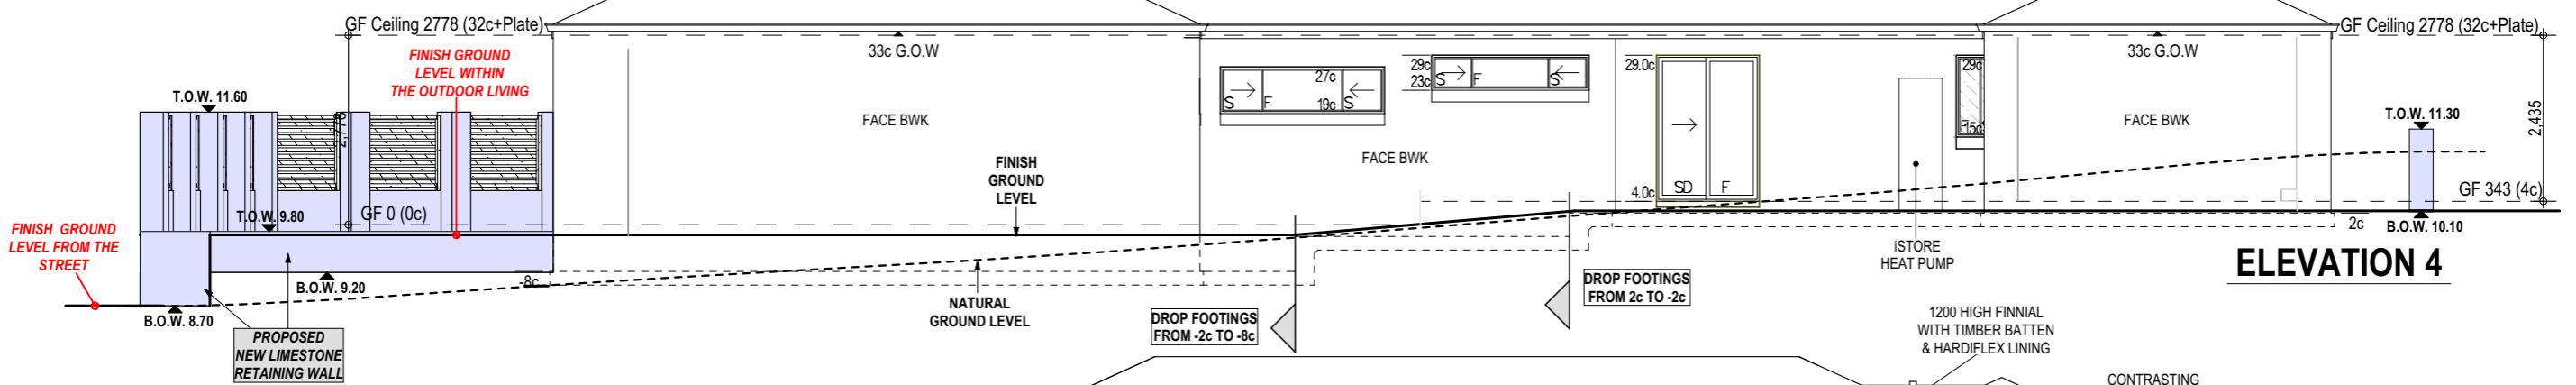 GF Ceiling 2778 (32c+Plate)
FINISH GROUND
LEVEL WITHIN
THE OUTDOOR LIVING
T.O.W. 11.60
2,778
T.O.W. 9.80
GF 0 (0c)
FINISH GROUND
LEVEL FROM THE
STREET
B.O.W. 9.20
B.O.W. 8.70
PROPOSED
NEW LIMESTONE
RETAINING WALL
-8c
33c G.O.W
FACE BWK
FINISH
GROUND
LEVEL
NATURAL
GROUND LEVEL
27c
S F 19c S
29c
23c S F S
FACE BWK
DROP FOOTINGS
FROM -2c TO -8c
DROP FOOTINGS
FROM 2c TO -2c
29.0c
4.0c
SD F
29c
15c
iSTORE
HEAT PUMP
33c G.O.W
FACE BWK
GF Ceiling 2778 (32c+Plate)
T.O.W. 11.30
2,435
GF 343 (4c)
2c
B.O.W. 10.10
ELEVATION 4
1200 HIGH FINNIAL
WITH TIMBER BATTEN
& HARDIFLEX LINING
CONTRASTING